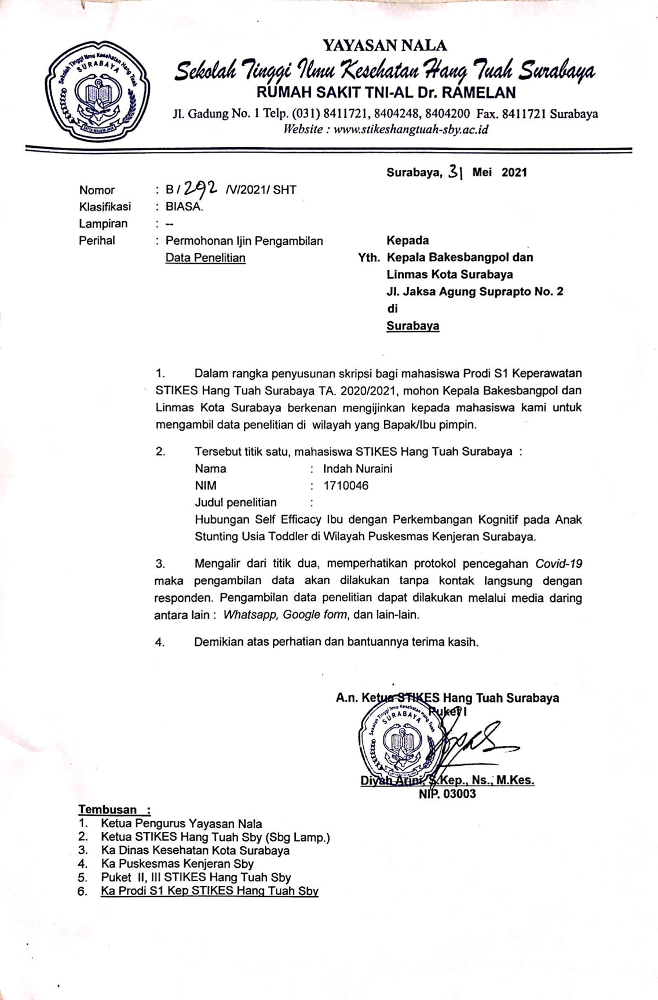 Sekolah Tinggi Ilmu Kesehatan Hang Tuah
SURABAYA
YAYASAN NALA
Sekolah Tinggi Ilmu Kesehatan Hang Tuah Surabaya
RUMAH SAKIT TNI-AL Dr. RAMELAN
Jl. Gadung No. 1 Telp. (031) 8411721, 8404248, 8404200 Fax. 8411721 Surabaya
Website : www.stikeshangtuah-sby.ac.id
Surabaya, 31 Mei 2021
Nomor : B / 292 /V/2021/ SHT
Klasifikasi : BIASA.
Lampiran : --
Perihal : Permohonan Ijin Pengambilan
Data Penelitian
Kepada
Yth. Kepala Bakesbangpol dan
Linmas Kota Surabaya
Jl. Jaksa Agung Suprapto No. 2
di
Surabaya
1. Dalam rangka penyusunan skripsi bagi mahasiswa Prodi S1 Keperawatan
STIKES Hang Tuah Surabaya TA. 2020/2021, mohon Kepala Bakesbangpol dan
Linmas Kota Surabaya berkenan mengijinkan kepada mahasiswa kami untuk
mengambil data penelitian di wilayah yang Bapak/Ibu pimpin.
2. Tersebut titik satu, mahasiswa STIKES Hang Tuah Surabaya :
Nama : Indah Nuraini
NIM : 1710046
Judul penelitian :
Hubungan Self Efficacy Ibu dengan Perkembangan Kognitif pada Anak
Stunting Usia Toddler di Wilayah Puskesmas Kenjeran Surabaya.
3. Mengalir dari titik dua, memperhatikan protokol pencegahan Covid-19
maka pengambilan data akan dilakukan tanpa kontak langsung dengan
responden. Pengambilan data penelitian dapat dilakukan melalui media daring
antara lain : Whatsapp, Google form, dan lain-lain.
4. Demikian atas perhatian dan bantuannya terima kasih.
A.n. Ketua STIKES Hang Tuah Surabaya
Puket I
Sekolah Tinggi Ilmu Kesehatan Hang Tuah
SURABAYA
Diyah Arini, S.Kep., Ns., M.Kes.
NIP. 03003
Tembusan :
1. Ketua Pengurus Yayasan Nala
2. Ketua STIKES Hang Tuah Sby (Sbg Lamp.)
3. Ka Dinas Kesehatan Kota Surabaya
4. Ka Puskesmas Kenjeran Sby
5. Puket II, III STIKES Hang Tuah Sby
6. Ka Prodi S1 Kep STIKES Hang Tuah Sby